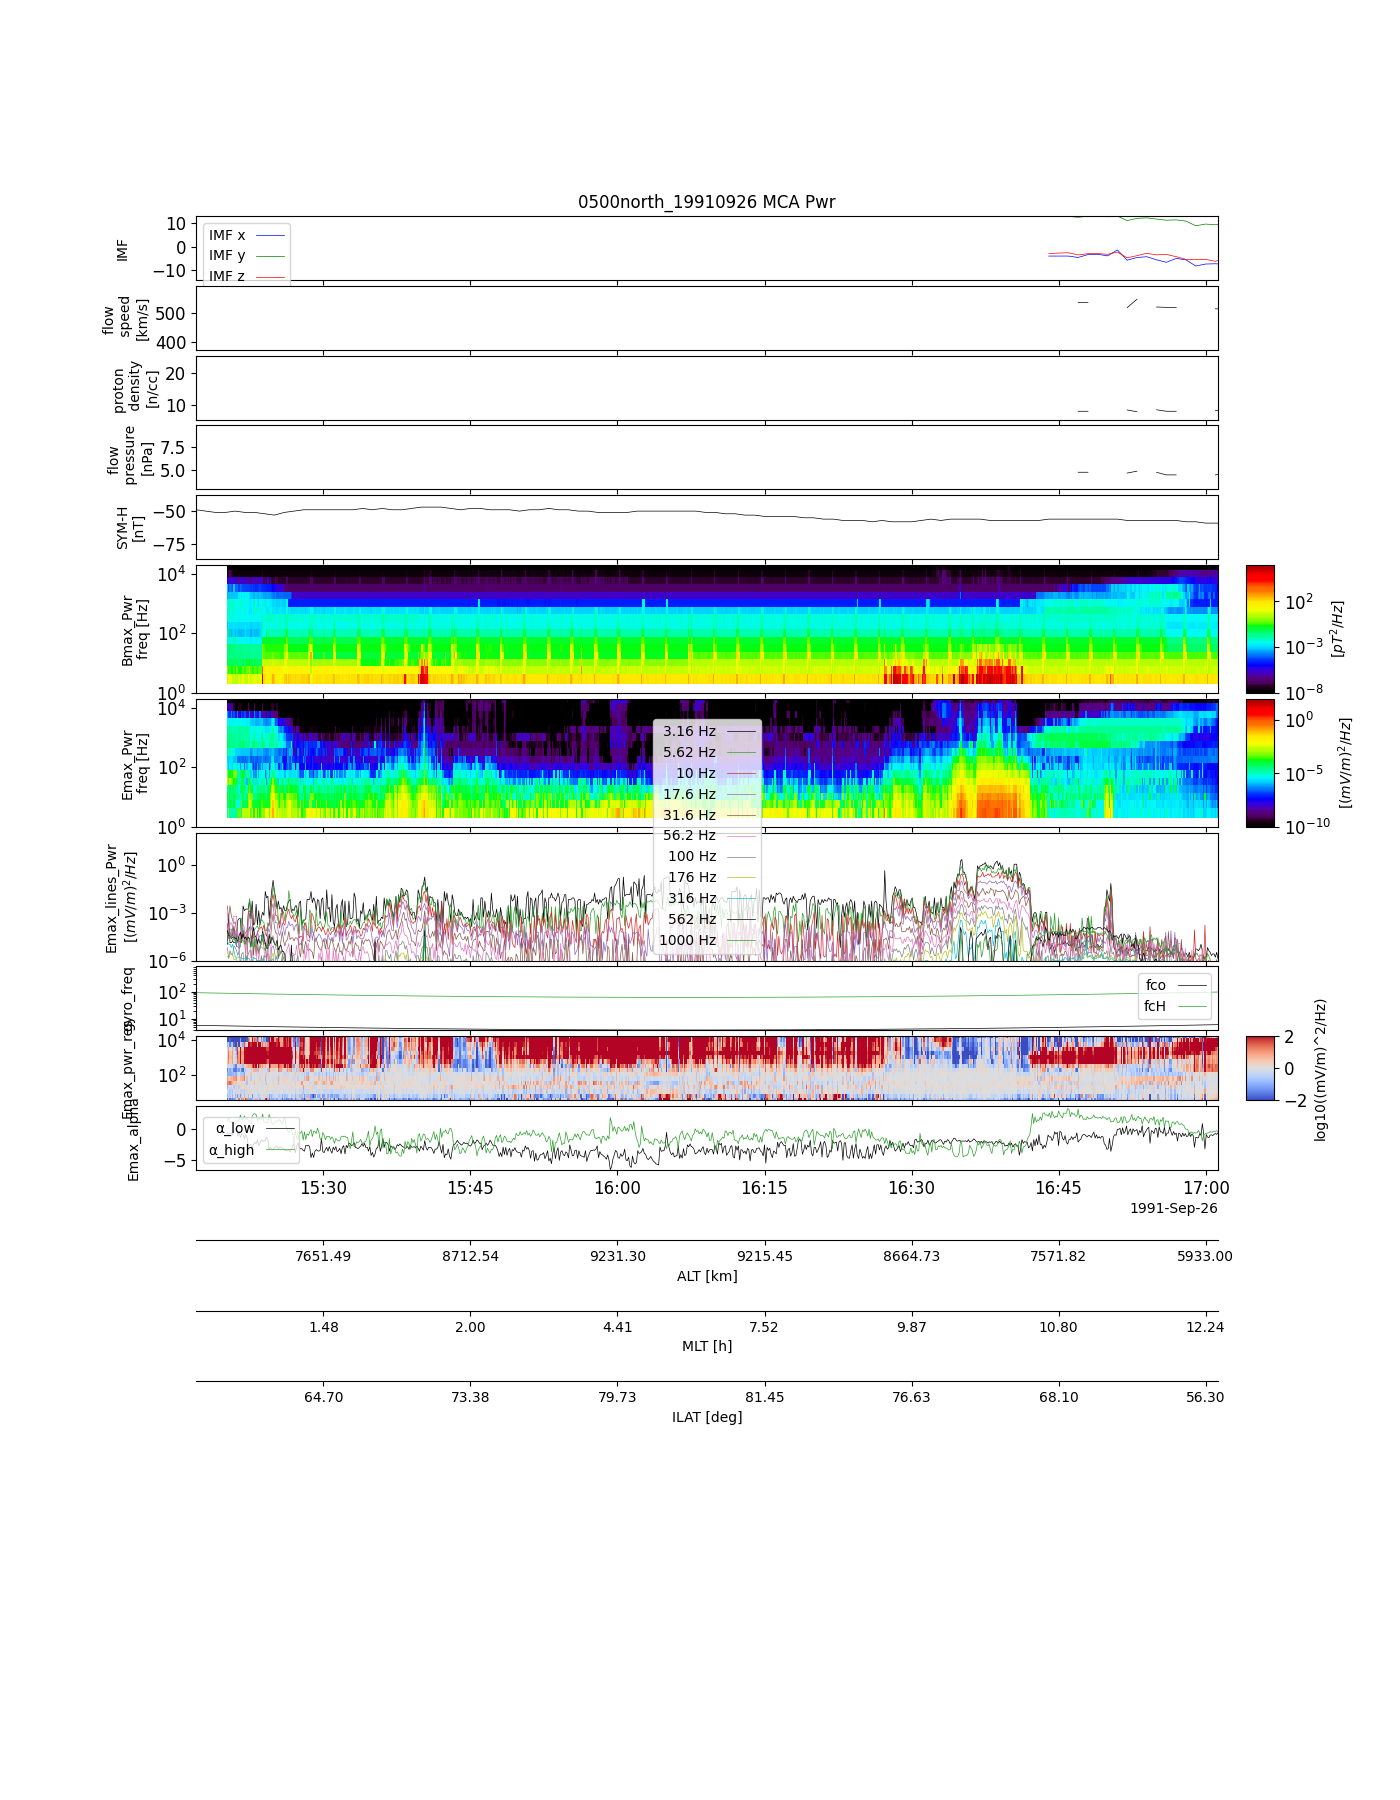 0500north_19910926 MCA Pwr
10
0
−10
IMF
IMF x
IMF y
IMF z
500
400
flow
speed
[km/s]
20
10
proton
density
[n/cc]
7.5
5.0
flow
pressure
[nPa]
−50
−75
SYM-H
[nT]
10^4
10^2
10^0
Bmax_Pwr
freq [Hz]
10^2
10^−3
10^−8
[pT^2/Hz]
10^4
10^2
10^0
Emax_Pwr
freq [Hz]
10^0
10^−5
10^−10
[(mV/m)^2/Hz]
3.16 Hz
5.62 Hz
10 Hz
17.6 Hz
31.6 Hz
56.2 Hz
100 Hz
176 Hz
316 Hz
562 Hz
1000 Hz
10^0
10^−3
10^−6
Emax_lines_Pwr
[(mV/m)^2/Hz]
10^2
10^1
gyro_freq
fco
fcH
10^4
10^2
Emax_pwr_res
2
0
−2
log10((mV/m)^2/Hz)
0
−5
Emax_alpha
α_low
α_high
15:30 15:45 16:00 16:15 16:30 16:45 17:00
1991-Sep-26
7651.49 8712.54 9231.30 9215.45 8664.73 7571.82 5933.00
ALT [km]
1.48 2.00 4.41 7.52 9.87 10.80 12.24
MLT [h]
64.70 73.38 79.73 81.45 76.63 68.10 56.30
ILAT [deg]